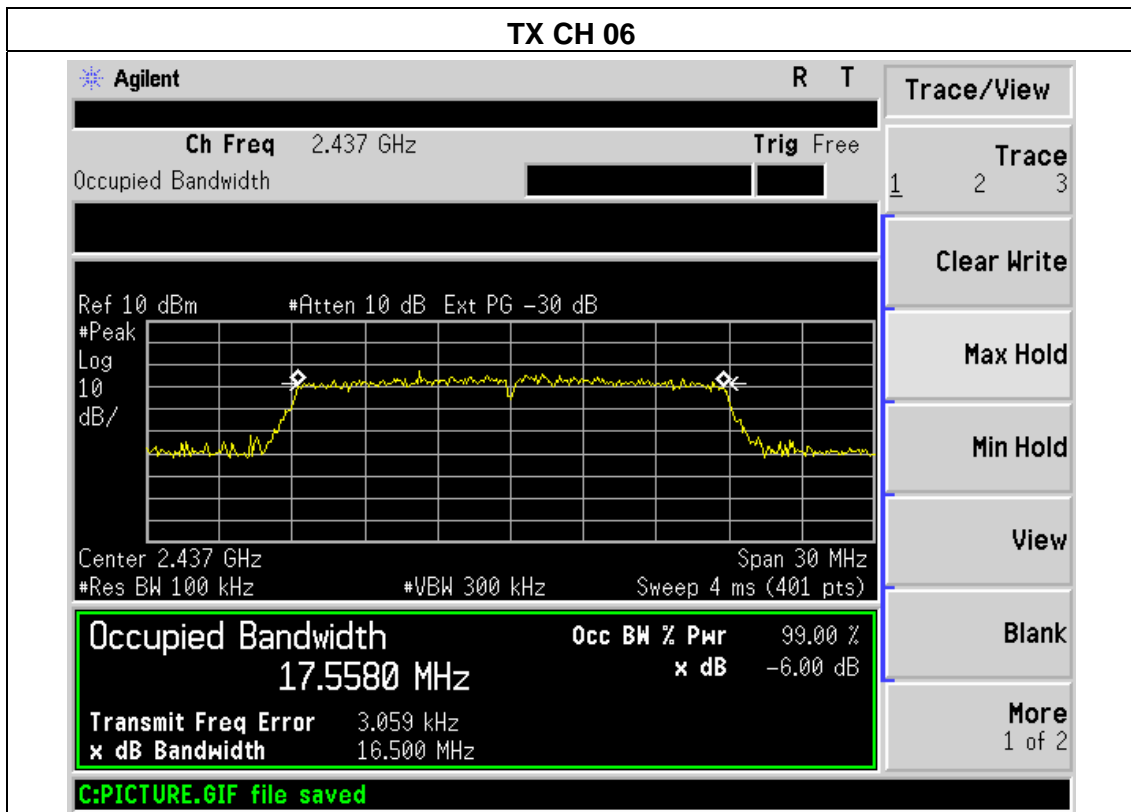 TX CH 06
Agilent R T
Trace/View
Ch Freq 2.437 GHz Trig Free
Occupied Bandwidth
Trace
1 2 3
Clear Write
Max Hold
Min Hold
View
Blank
More
1 of 2
Ref 10 dBm #Atten 10 dB Ext PG -30 dB
#Peak
Log
10
dB/
Center 2.437 GHz Span 30 MHz
#Res BW 100 kHz #VBW 300 kHz Sweep 4 ms (401 pts)
Occupied Bandwidth Occ BW % Pwr 99.00 %
17.5580 MHz x dB -6.00 dB
Transmit Freq Error 3.059 kHz
x dB Bandwidth 16.500 MHz
C:PICTURE.GIF file saved